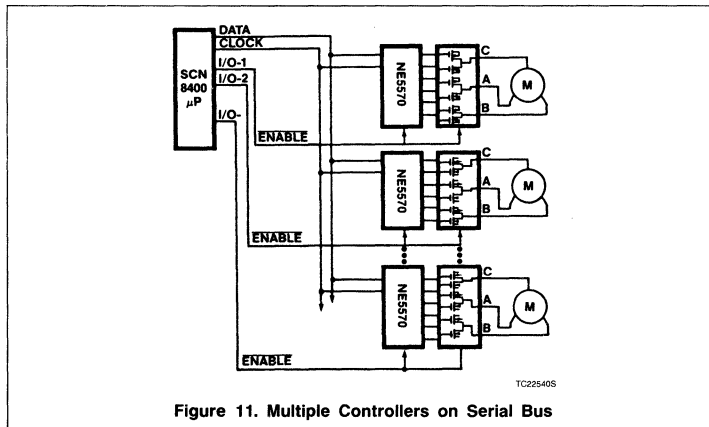 DATA
CLOCK
I/O-1
I/O-2
I/O-
SCN
8400
μP
ENABLE
NE5570
C
A
B
M
ENABLE
NE5570
C
A
B
M
ENABLE
NE5570
C
A
B
M
TC22540S
Figure 11. Multiple Controllers on Serial Bus